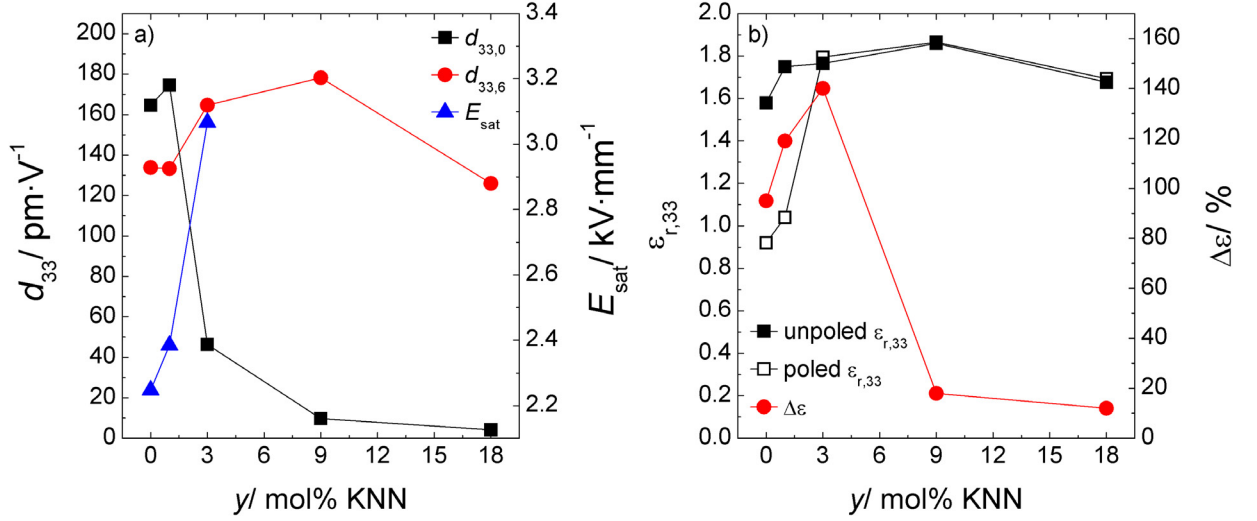 a)
d33,0
d33,6
Esat
200
180
160
140
120
100
80
60
40
20
0
d33/ pm·V-1
3.4
3.2
3.0
2.8
2.6
2.4
2.2
Esat/ kV·mm-1
0 3 6 9 12 15 18
y/ mol% KNN
b)
2.0
1.8
1.6
1.4
1.2
1.0
0.8
0.6
0.4
0.2
0.0
εr,33
unpoled εr,33
poled εr,33
Δε
160
140
120
100
80
60
40
20
0
Δε/ %
0 3 6 9 12 15 18
y/ mol% KNN